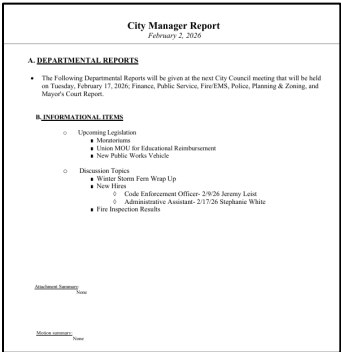 City Manager Report
February 2, 2026
A. DEPARTMENTAL REPORTS
• The Following Departmental Reports will be given at the next City Council meeting that will be held
on Tuesday, February 17, 2026; Finance, Public Service, Fire/EMS, Police, Planning & Zoning, and
Mayor's Court Report.
B. INFORMATIONAL ITEMS
○ Upcoming Legislation
■ Moratoriums
■ Union MOU for Educational Reimbursement
■ New Public Works Vehicle
○ Discussion Topics
■ Winter Storm Fern Wrap Up
■ New Hires
◊ Code Enforcement Officer- 2/9/26 Jeremy Leist
◊ Administrative Assistant- 2/17/26 Stephanie White
■ Fire Inspection Results
Attachment Summary:
None
Motion summary:
None